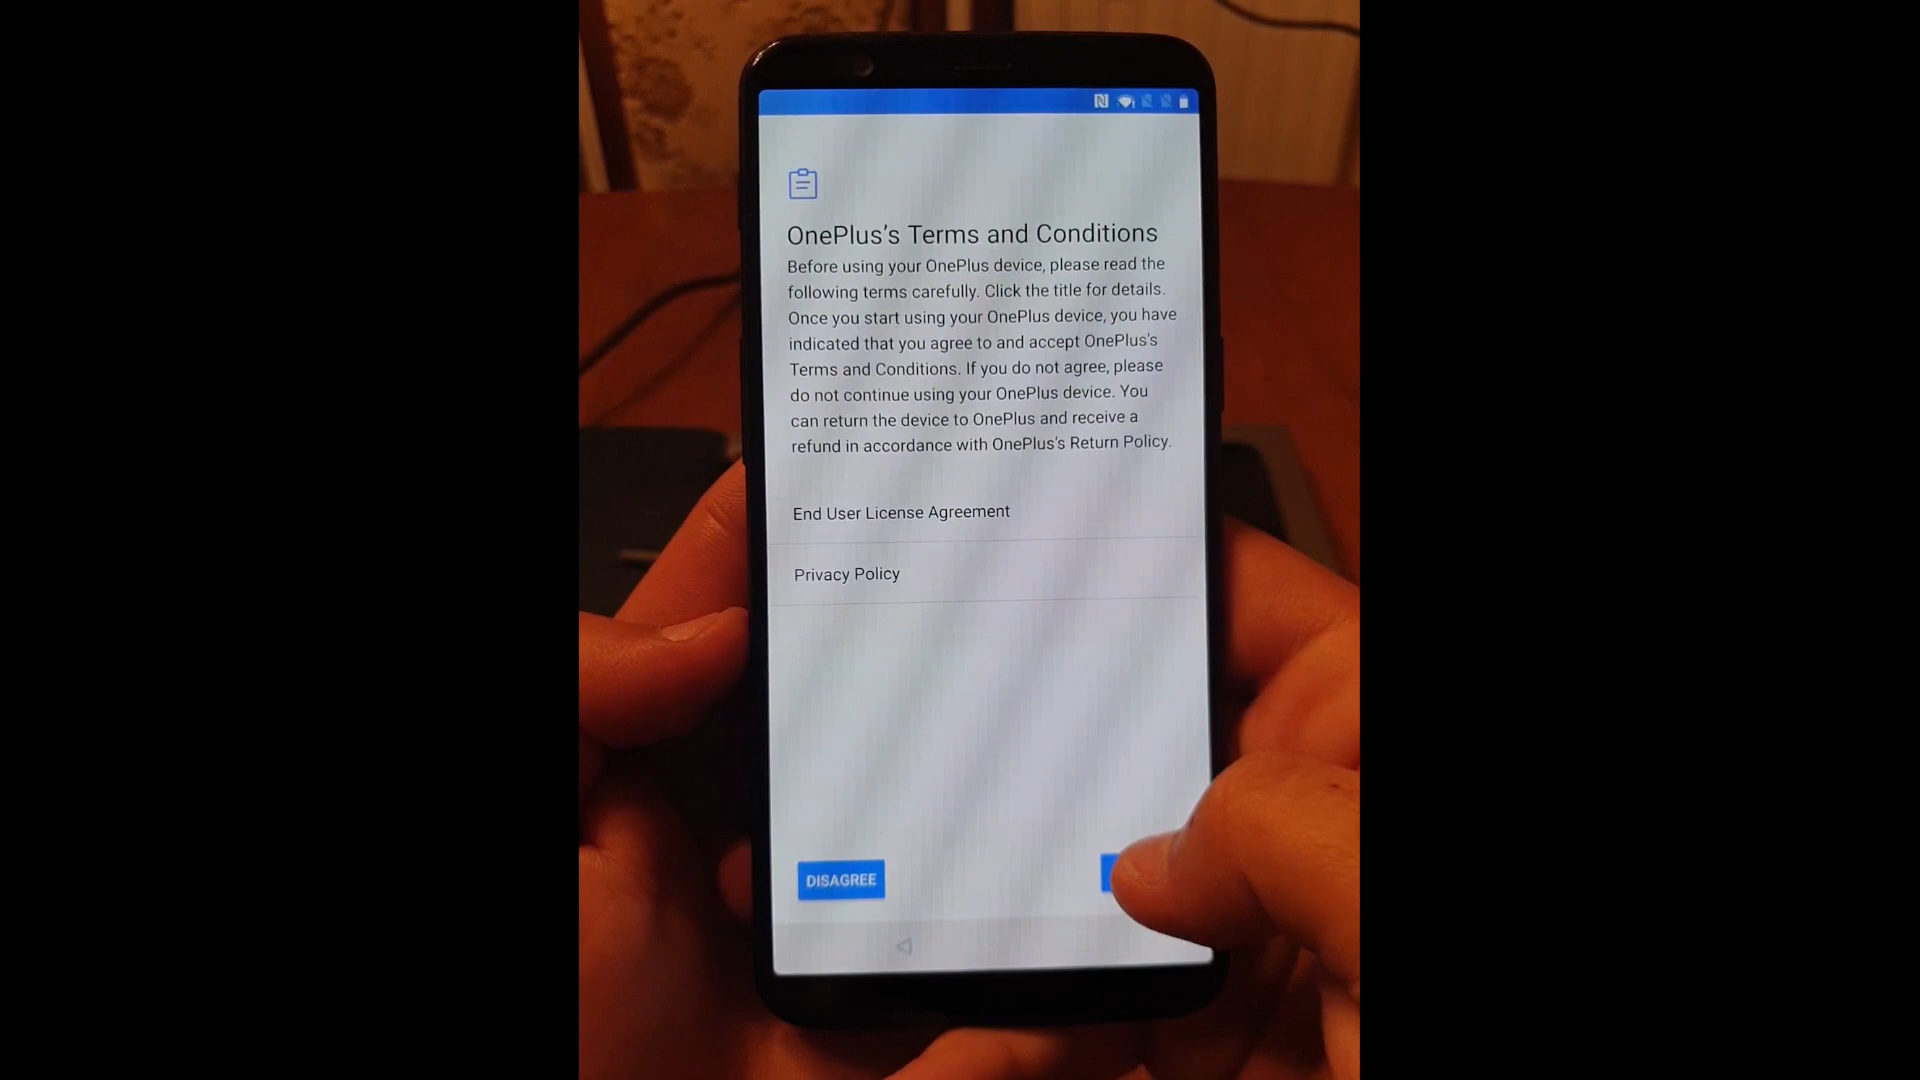 OnePlus’s Terms and Conditions
Before using your OnePlus device, please read the
following terms carefully. Click the title for details.
Once you start using your OnePlus device, you have
indicated that you agree to and accept OnePlus's
Terms and Conditions. If you do not agree, please
do not continue using your OnePlus device. You
can return the device to OnePlus and receive a
refund in accordance with OnePlus's Return Policy.
End User License Agreement
Privacy Policy
DISAGREE